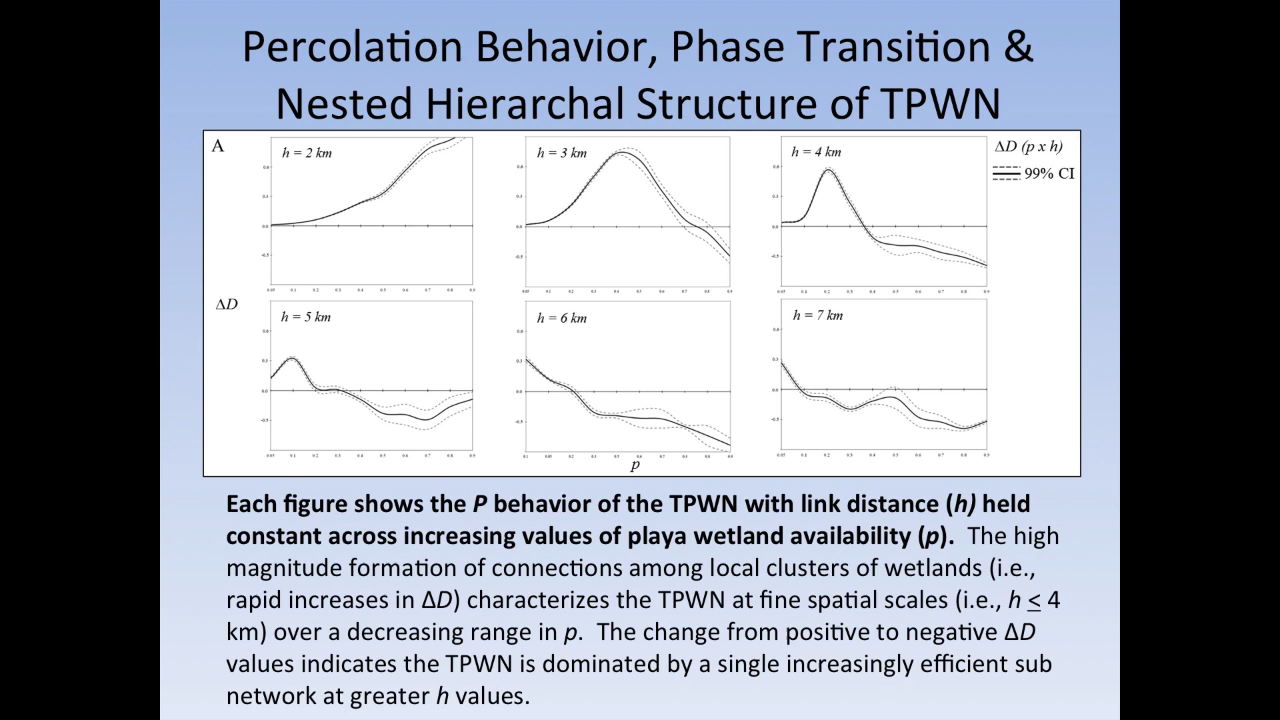 Percolation Behavior, Phase Transition &
Nested Hierarchal Structure of TPWN
A
h = 2 km
h = 3 km
h = 4 km
ΔD (p x h)
99% CI
ΔD
h = 5 km
h = 6 km
h = 7 km
p
Each figure shows the P behavior of the TPWN with link distance (h) held
constant across increasing values of playa wetland availability (p). The high
magnitude formation of connections among local clusters of wetlands (i.e.,
rapid increases in ΔD) characterizes the TPWN at fine spatial scales (i.e., h ≤ 4
km) over a decreasing range in p. The change from positive to negative ΔD
values indicates the TPWN is dominated by a single increasingly efficient sub
network at greater h values.